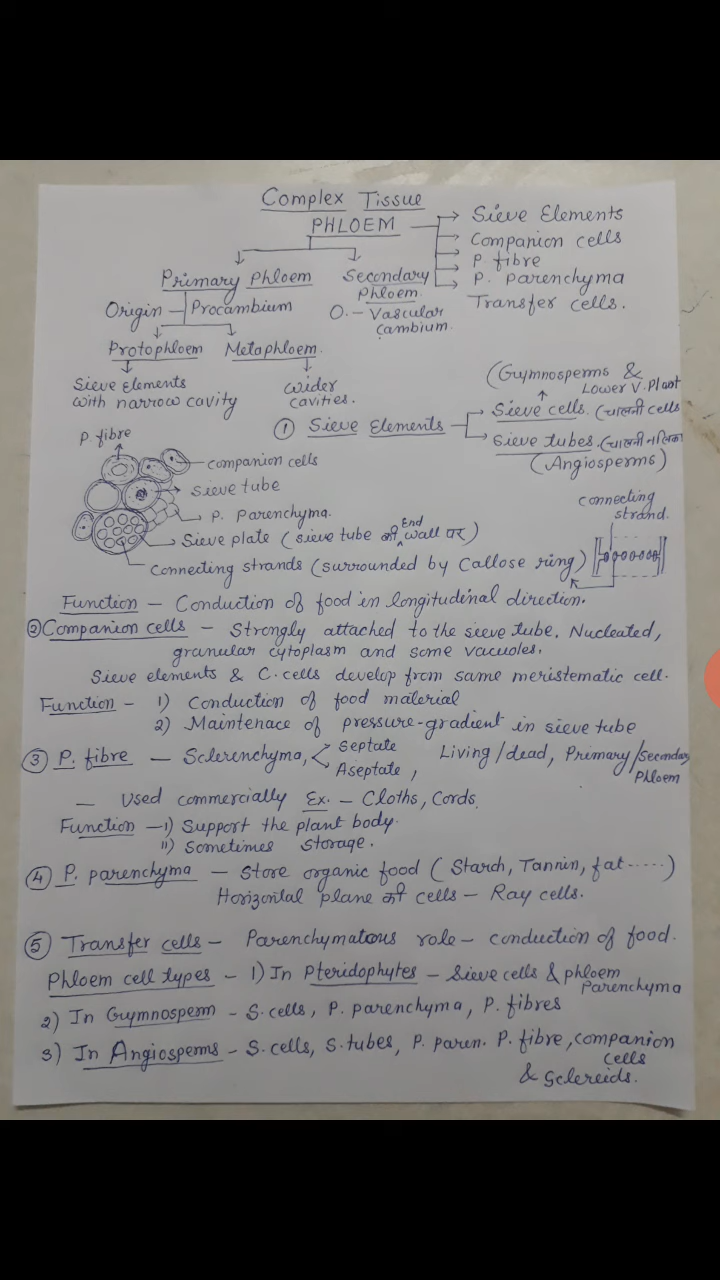 Complex Tissue
PHLOEM
Sieve Elements
Companion cells
P fibre
P. parenchyma
Transfer cells.
Primary Phloem
Secondary
Phloem.
Origin - Procambium
O. - Vascular
Cambium.
Protophloem Metaphloem.
Sieve Elements
with narrow cavity
wider
cavities.
(Gymnosperms &
Lower V. Plant
① Sieve Elements
Sieve cells. (चालनी cells
Sieve tubes. (चालनी नलिका
(Angiosperms)
P. fibre
companion cells
Sieve tube
P. parenchyma.
Sieve plate (sieve tube की End wall पर)
Connecting strands (surrounded by Callose ring)
connecting
strand.
Function - Conduction of food in longitudinal direction.
② Companion cells - Strongly attached to the sieve tube. Nucleated,
granular cytoplasm and some vacuoles.
Sieve elements & C. cells develop from same meristematic cell.
Function - 1) Conduction of food material
2) Maintenace of pressure-gradient in sieve tube
③ P. fibre - Sclerenchyma, < Septate
Aseptate, Living/dead, Primary/Secondary
Phloem
- Used commercially Ex. - Cloths, Cords.
Function - 1) Support the plant body.
11) Sometimes storage.
④ P. parenchyma - Store organic food (Starch, Tannin, fat.....)
Horizontal plane की cells - Ray cells.
⑤ Transfer cells - Parenchymatous role - conduction of food.
Phloem cell types - 1) In Pteridophytes - Sieve cells & phloem
Parenchyma
2) In Gymnosperm - S. cells, P. parenchyma, P. fibres
3) In Angiosperms - S. cells, S. tubes, P. paren. P. fibre, companion
cells
& Sclereids.